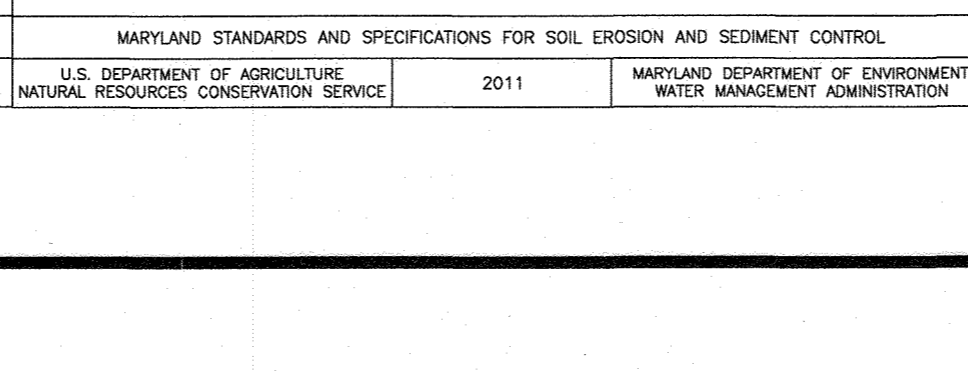 MARYLAND STANDARDS AND SPECIFICATIONS FOR SOIL EROSION AND SEDIMENT CONTROL
U.S. DEPARTMENT OF AGRICULTURE
NATURAL RESOURCES CONSERVATION SERVICE
2011
MARYLAND DEPARTMENT OF ENVIRONMENT
WATER MANAGEMENT ADMINISTRATION